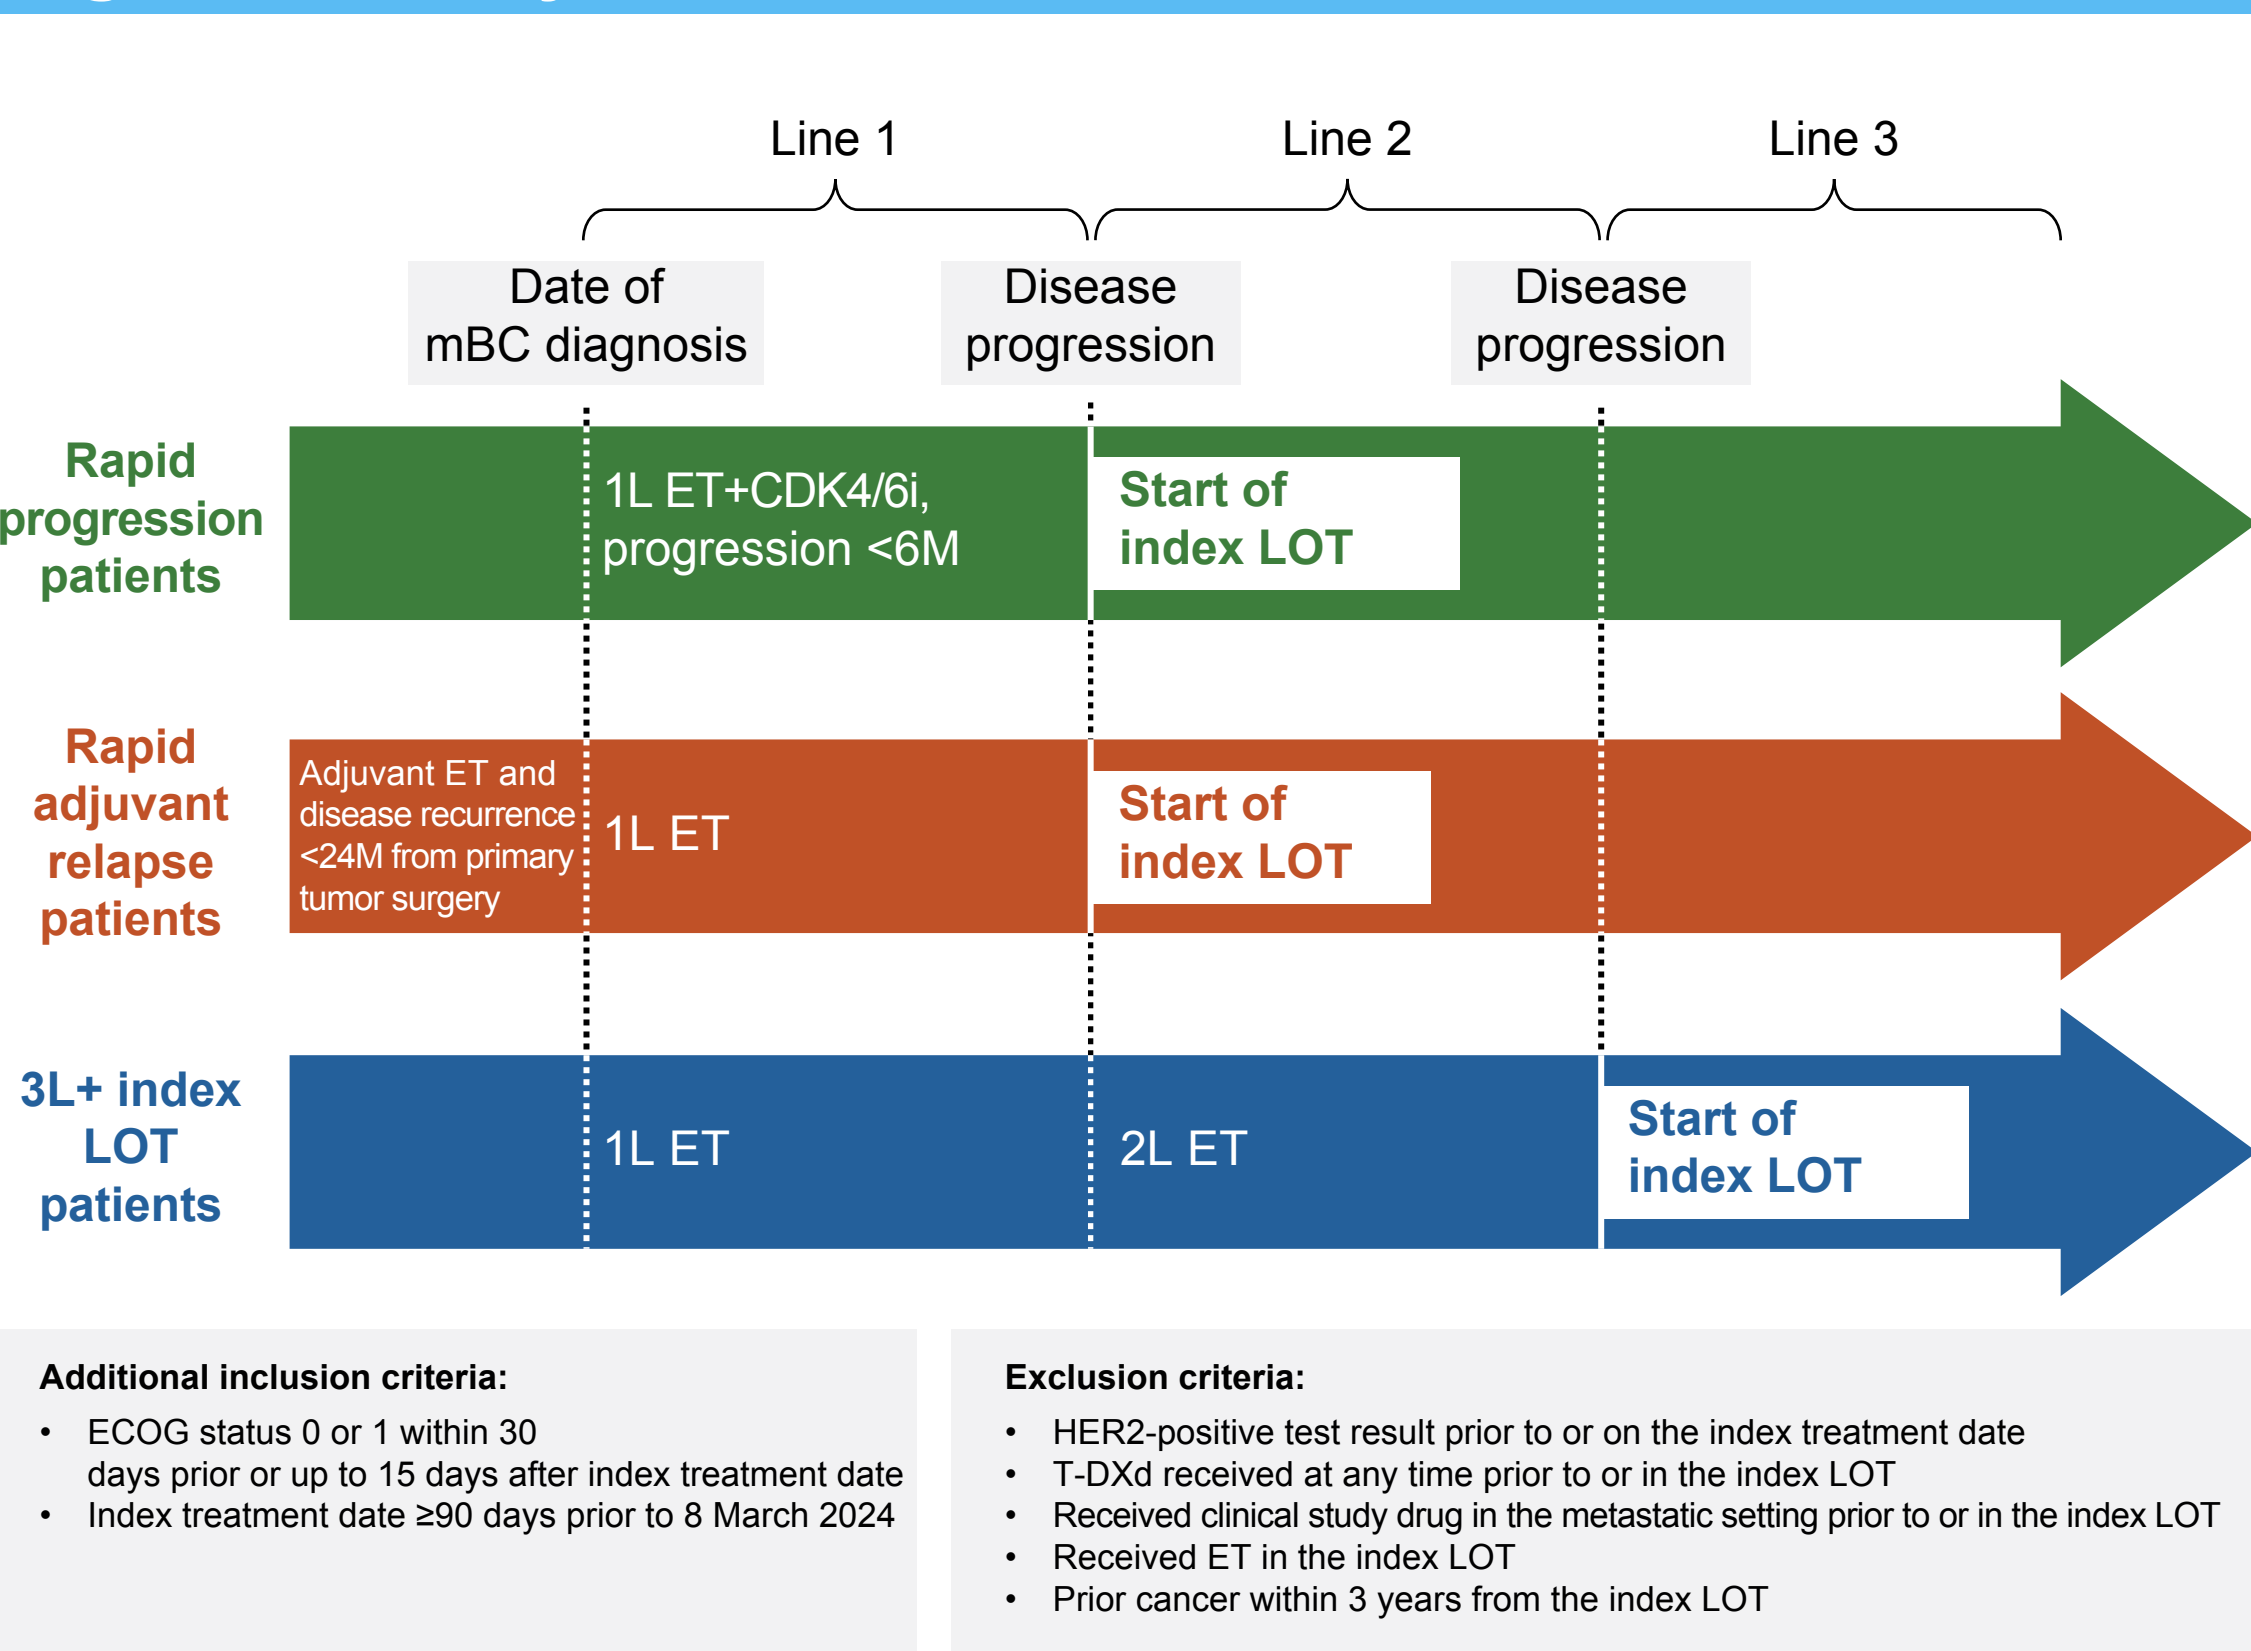 Line 1
Line 2
Line 3
Date of
mBC diagnosis
Disease
progression
Disease
progression
Rapid
progression
patients
1L ET+CDK4/6i,
progression <6M
Start of
index LOT
Rapid
adjuvant
relapse
patients
Adjuvant ET and
disease recurrence
<24M from primary
tumor surgery
1L ET
Start of
index LOT
3L+ index
LOT
patients
1L ET
2L ET
Start of
index LOT
Additional inclusion criteria:
• ECOG status 0 or 1 within 30
days prior or up to 15 days after index treatment date
• Index treatment date ≥90 days prior to 8 March 2024
Exclusion criteria:
• HER2-positive test result prior to or on the index treatment date
• T-DXd received at any time prior to or in the index LOT
• Received clinical study drug in the metastatic setting prior to or in the index LOT
• Received ET in the index LOT
• Prior cancer within 3 years from the index LOT